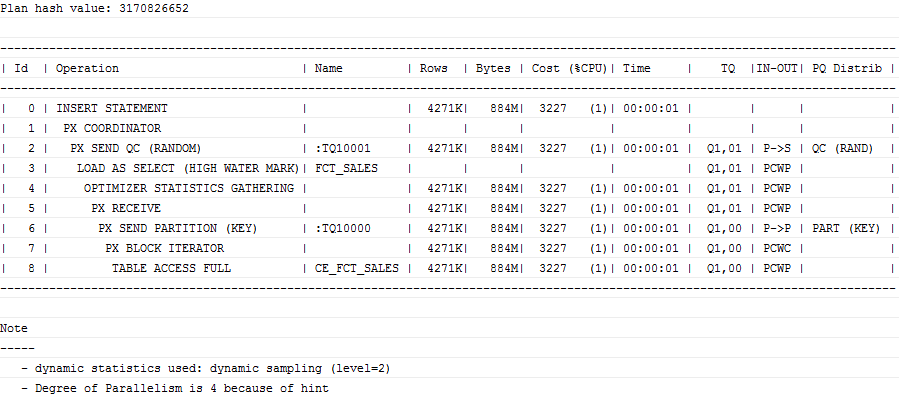 Plan hash value: 3170826652
--------------------------------------------------------------------------------------------------------------------------------
| Id  | Operation                          | Name         | Rows  | Bytes | Cost (%CPU)| Time     |    TQ  |IN-OUT| PQ Distrib |
--------------------------------------------------------------------------------------------------------------------------------
|   0 | INSERT STATEMENT                   |              |  4271K|   884M|  3227   (1)| 00:00:01 |        |      |            |
|   1 |  PX COORDINATOR                    |              |       |       |            |          |        |      |            |
|   2 |   PX SEND QC (RANDOM)              | :TQ10001     |  4271K|   884M|  3227   (1)| 00:00:01 |  Q1,01 | P->S | QC (RAND)  |
|   3 |    LOAD AS SELECT (HIGH WATER MARK)| FCT_SALES    |       |       |            |          |  Q1,01 | PCWP |            |
|   4 |     OPTIMIZER STATISTICS GATHERING |              |  4271K|   884M|  3227   (1)| 00:00:01 |  Q1,01 | PCWP |            |
|   5 |      PX RECEIVE                    |              |  4271K|   884M|  3227   (1)| 00:00:01 |  Q1,01 | PCWP |            |
|   6 |       PX SEND PARTITION (KEY)      | :TQ10000     |  4271K|   884M|  3227   (1)| 00:00:01 |  Q1,00 | P->P | PART (KEY) |
|   7 |        PX BLOCK ITERATOR           |              |  4271K|   884M|  3227   (1)| 00:00:01 |  Q1,00 | PCWC |            |
|   8 |         TABLE ACCESS FULL          | CE_FCT_SALES |  4271K|   884M|  3227   (1)| 00:00:01 |  Q1,00 | PCWP |            |
--------------------------------------------------------------------------------------------------------------------------------
Note
-----
   - dynamic statistics used: dynamic sampling (level=2)
   - Degree of Parallelism is 4 because of hint